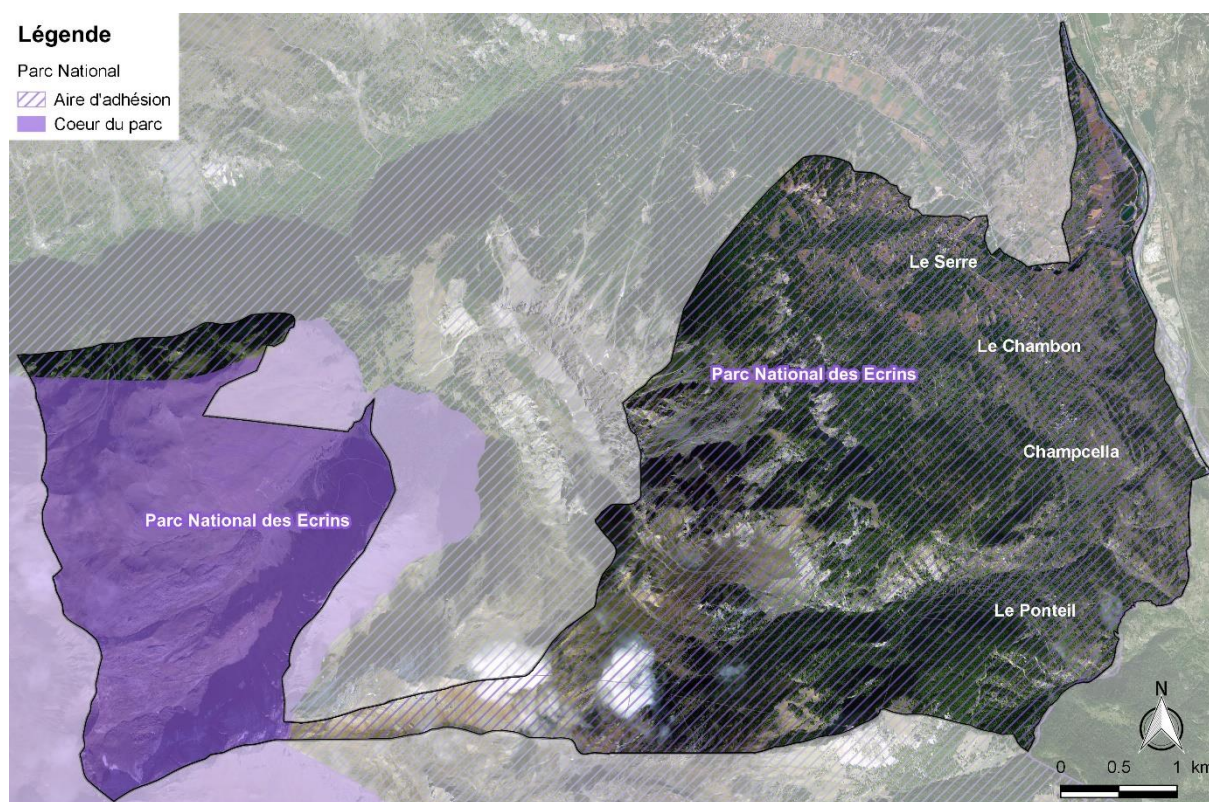 Légende
Parc National
Aire d'adhésion
Coeur du parc
Le Serre
Le Chambon
Parc National des Ecrins
Champcella
Parc National des Ecrins
Le Ponteil
N
0 0.5 1 km